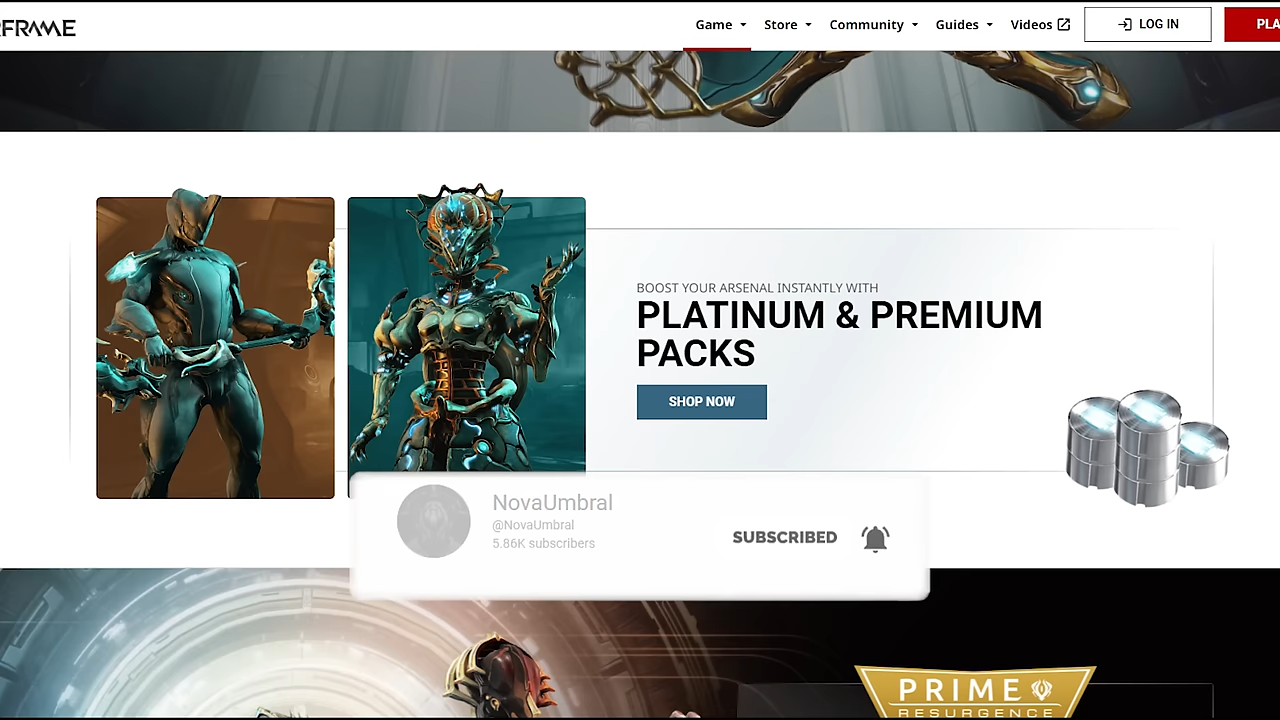 RFRAME
Game Store Community Guides Videos LOG IN PLA
BOOST YOUR ARSENAL INSTANTLY WITH
PLATINUM & PREMIUM
PACKS
SHOP NOW
NovaUmbral
@NovaUmbral
5.86K subscribers
SUBSCRIBED
PRIME
RESURGENCE